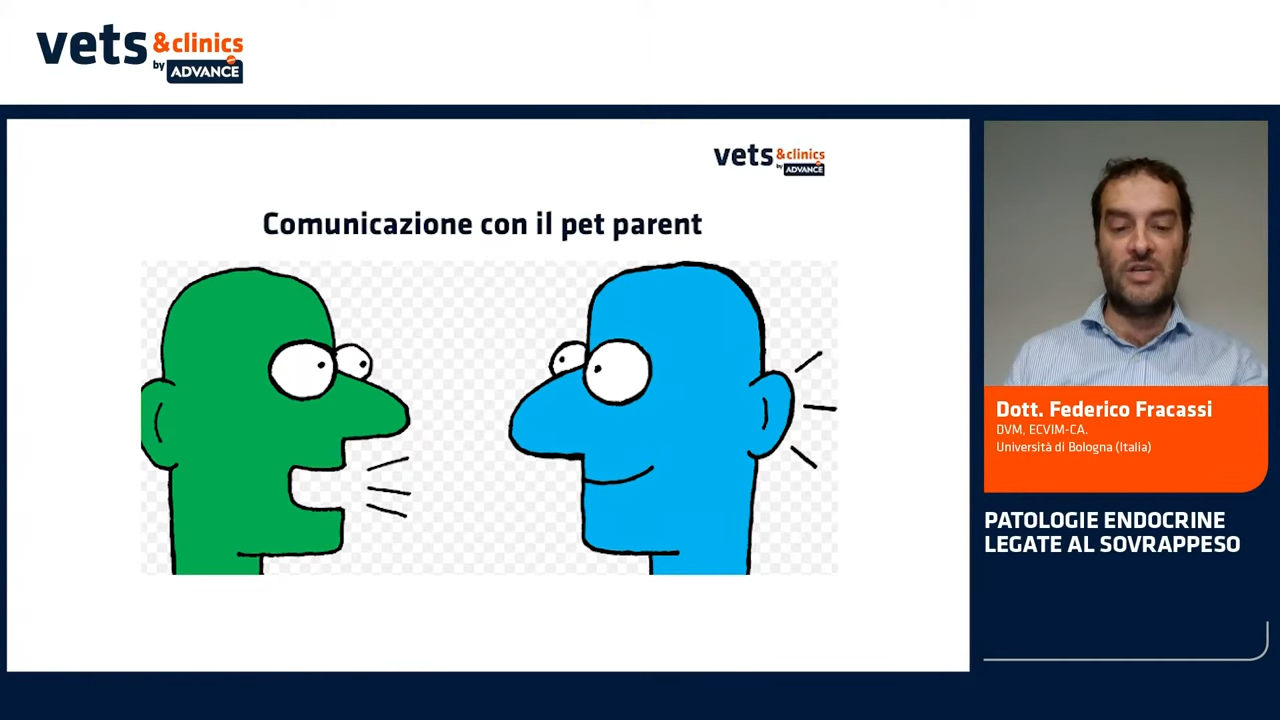 vets &clinics
by ADVANCE
vets &clinics
by ADVANCE
Comunicazione con il pet parent
Dott. Federico Fracassi
DVM, ECVIM-CA.
Università di Bologna (Italia)
PATOLOGIE ENDOCRINE
LEGATE AL SOVRAPPESO